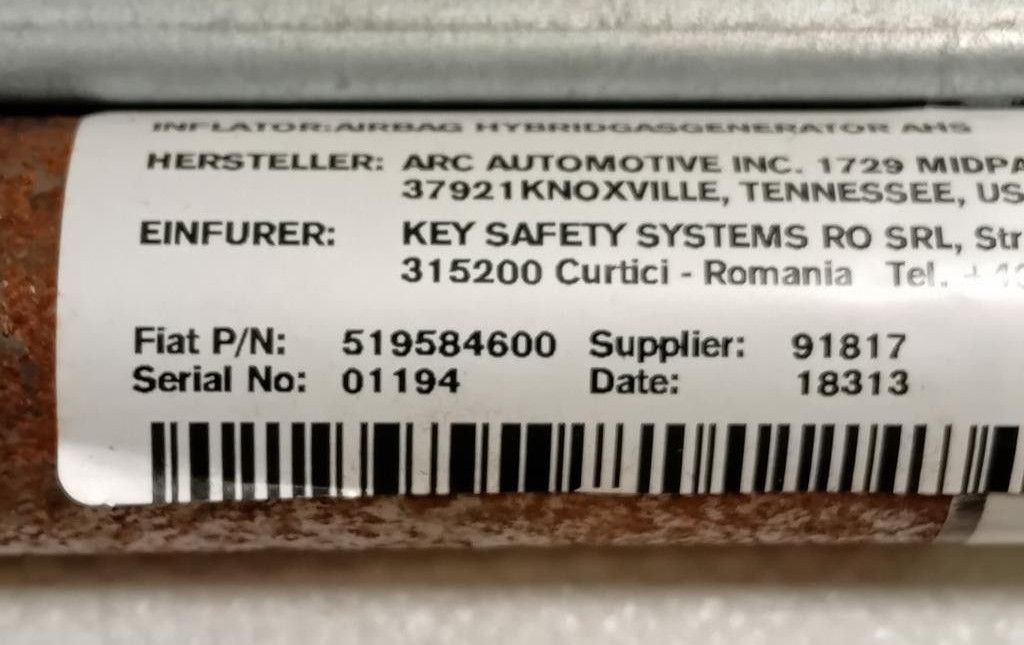 INFLATOR:AIRBAG HYBRIDGASGENERATOR AHS
HERSTELLER: ARC AUTOMOTIVE INC. 1729 MIDPA
37921KNOXVILLE, TENNESSEE, US
EINFURER: KEY SAFETY SYSTEMS RO SRL, Str
315200 Curtici - Romania Tel.
Fiat P/N: 519584600 Supplier: 91817
Serial No: 01194 Date: 18313